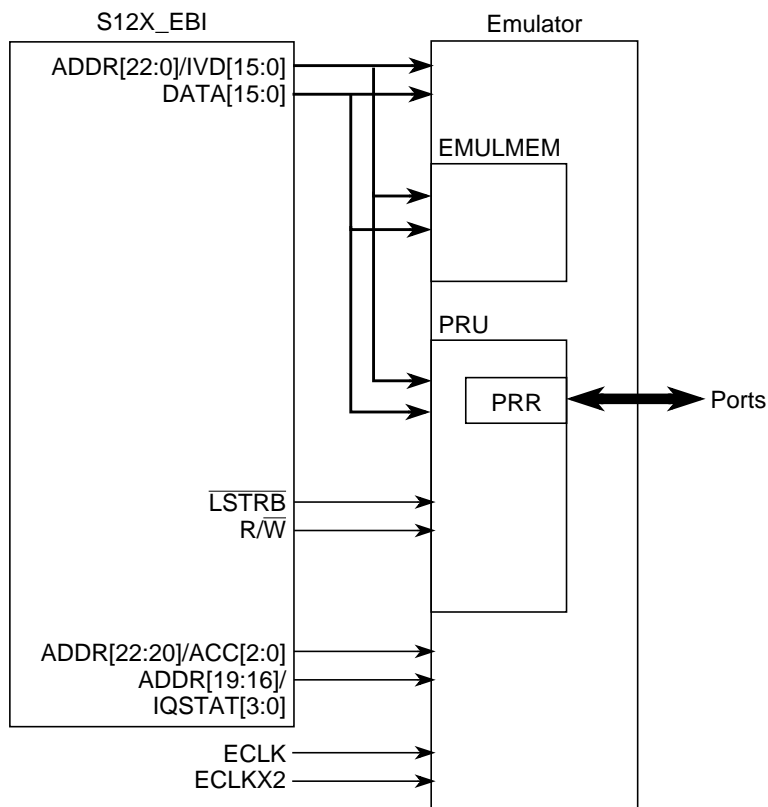 S12X_EBI
Emulator
ADDR[22:0]/IVD[15:0]
DATA[15:0]
EMULMEM
PRU
PRR
Ports
LSTRB
R/W
ADDR[22:20]/ACC[2:0]
ADDR[19:16]/
IQSTAT[3:0]
ECLK
ECLKX2